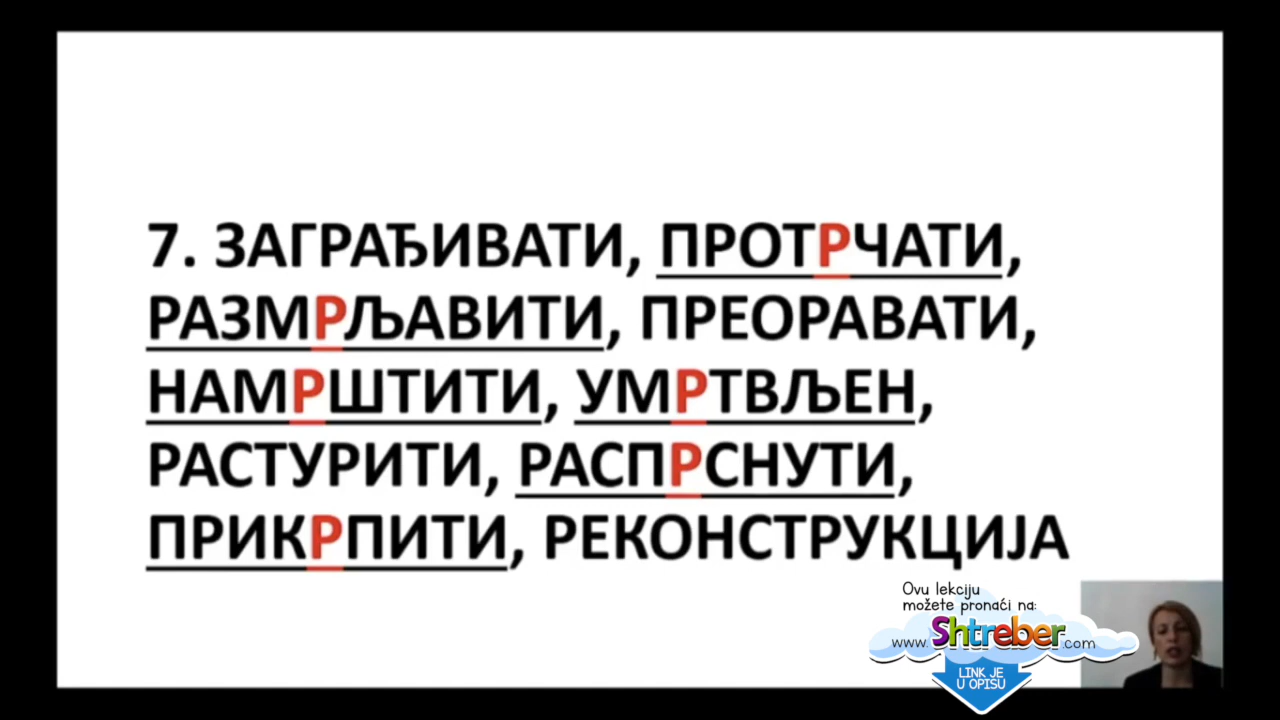 7. ЗАГРАЂИВАТИ, ПРОТРЧАТИ,
РАЗМРЉАВИТИ, ПРЕОРАВАТИ,
НАМРШТИТИ, УМРТВЉЕН,
РАСТУРИТИ, РАСПРСНУТИ,
ПРИКРПИТИ, РЕКОНСТРУКЦИЈА
Ovu lekciju
možete pronaći na:
www.Shtreber.com
LINK JE
U OPISU